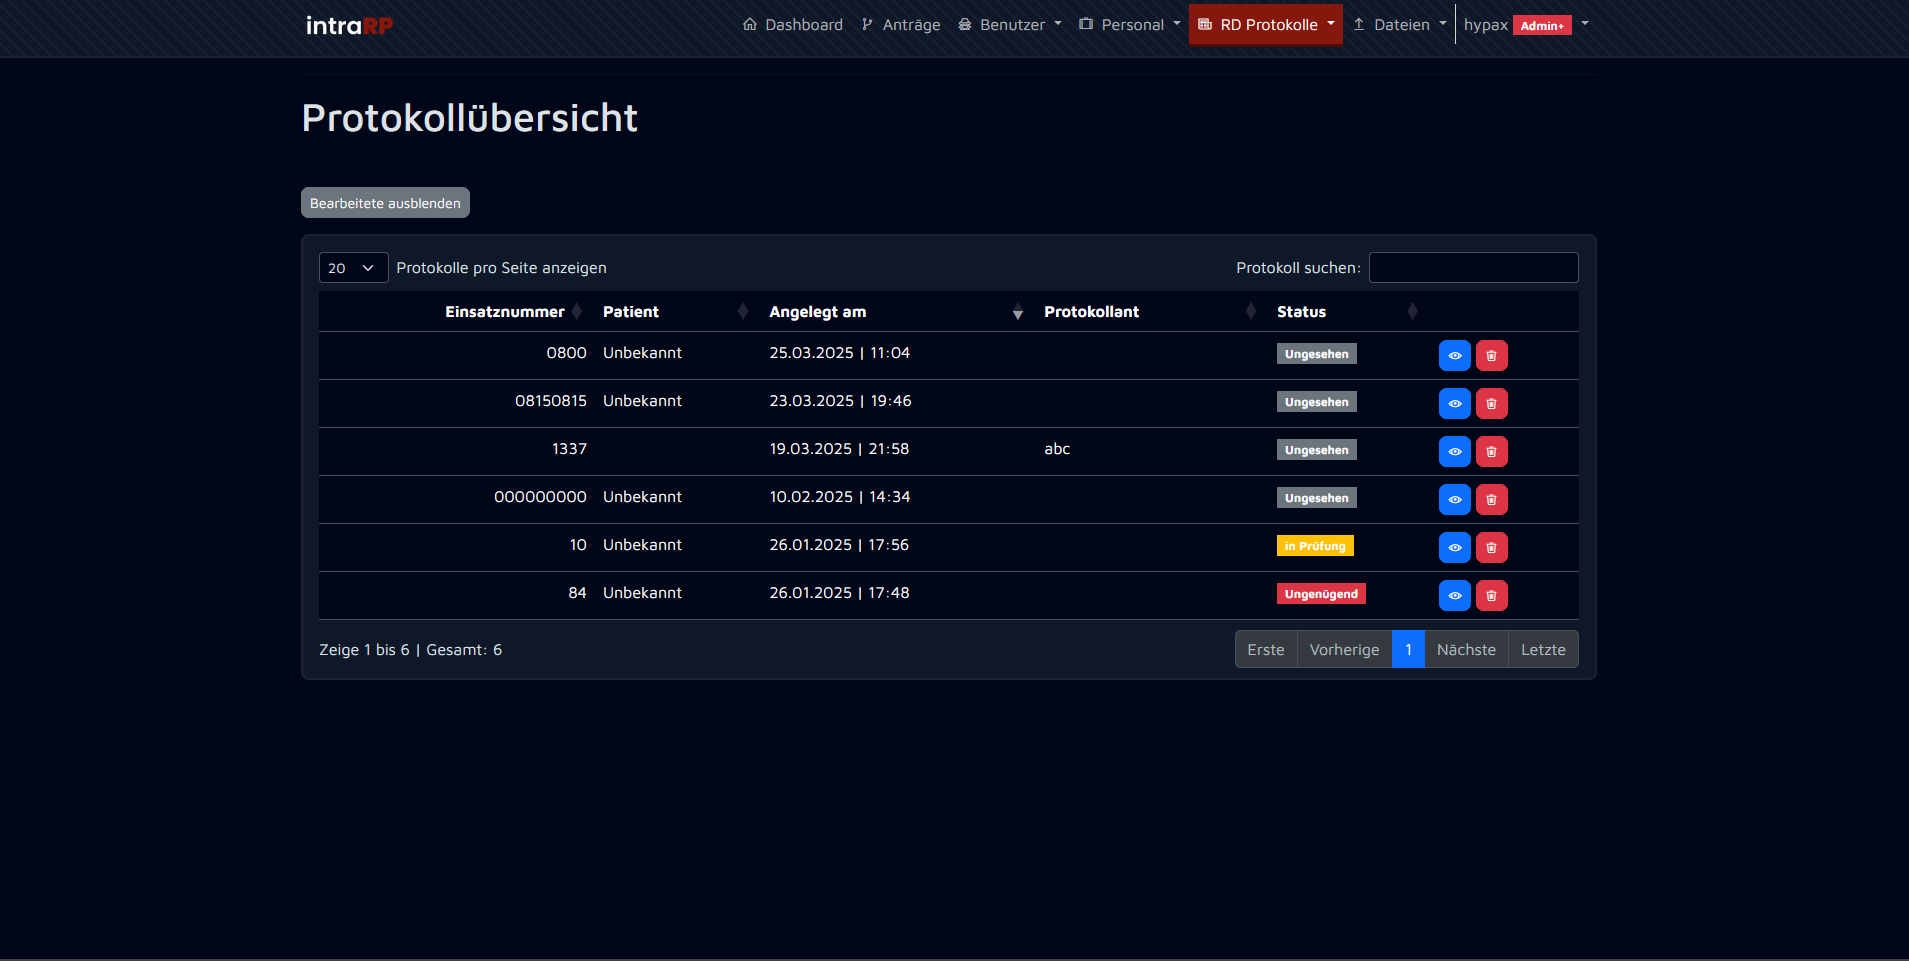 intraRP Dashboard Anträge Benutzer Personal RD Protokolle Dateien hypax Admin+
Protokollübersicht
Bearbeitete ausblenden
20 Protokolle pro Seite anzeigen Protokoll suchen:
Einsatznummer Patient Angelegt am Protokollant Status
0800 Unbekannt 25.03.2025 | 11:04 Ungesehen
08150815 Unbekannt 23.03.2025 | 19:46 Ungesehen
1337 19.03.2025 | 21:58 abc Ungesehen
000000000 Unbekannt 10.02.2025 | 14:34 Ungesehen
10 Unbekannt 26.01.2025 | 17:56 in Prüfung
84 Unbekannt 26.01.2025 | 17:48 Ungenügend
Zeige 1 bis 6 | Gesamt: 6 Erste Vorherige 1 Nächste Letzte